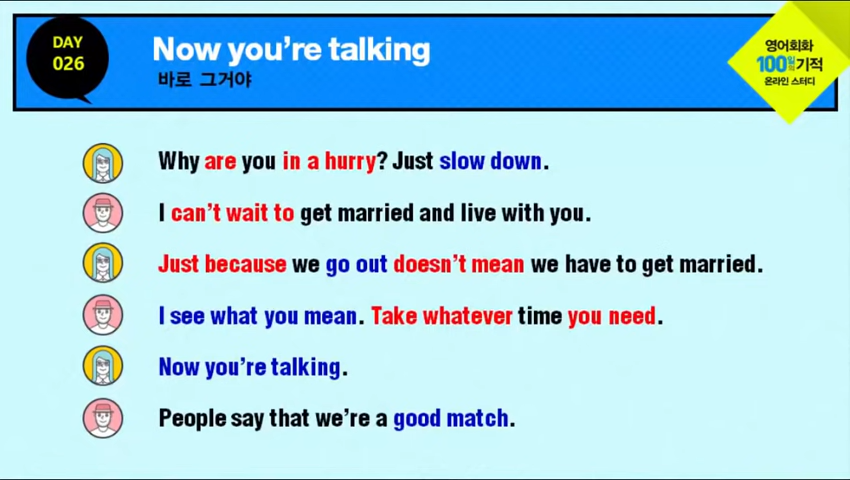 DAY
026
Now you're talking
바로 그거야
영어회화
100일의 기적
온라인 스터디
Why are you in a hurry? Just slow down.
I can't wait to get married and live with you.
Just because we go out doesn't mean we have to get married.
I see what you mean. Take whatever time you need.
Now you're talking.
People say that we're a good match.